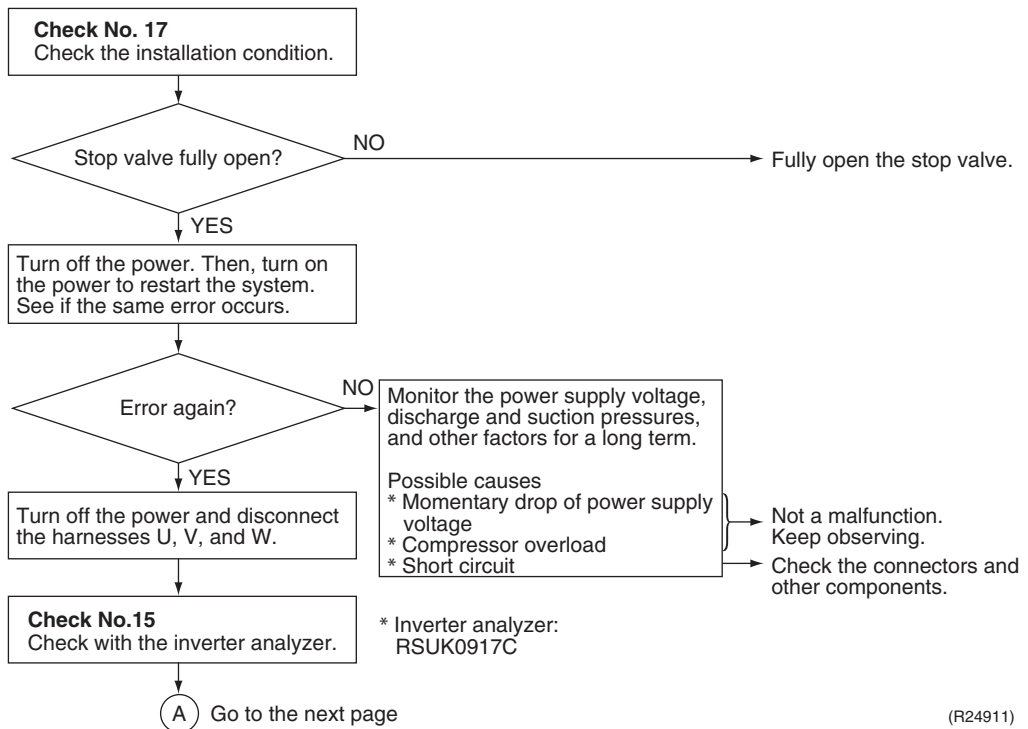 Check No. 17
Check the installation condition.
Stop valve fully open?
NO
Fully open the stop valve.
YES
Turn off the power. Then, turn on
the power to restart the system.
See if the same error occurs.
Error again?
NO
Monitor the power supply voltage,
discharge and suction pressures,
and other factors for a long term.
Possible causes
* Momentary drop of power supply
voltage
* Compressor overload
* Short circuit
Not a malfunction.
Keep observing.
Check the connectors and
other components.
YES
Turn off the power and disconnect
the harnesses U, V, and W.
Check No.15
Check with the inverter analyzer.
* Inverter analyzer:
RSUK0917C
A Go to the next page
(R24911)